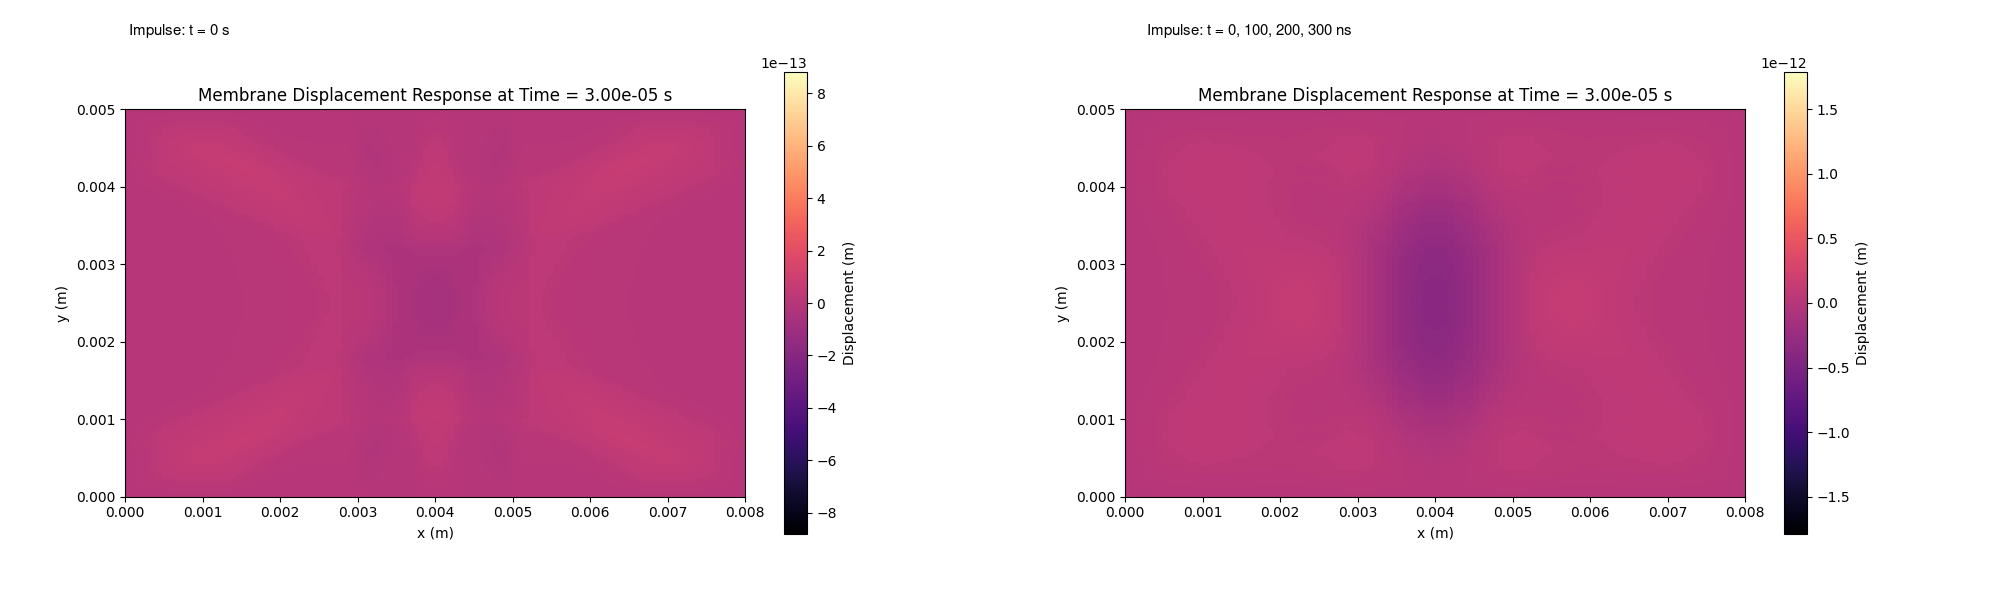 Impulse: t = 0 s
1e−13
Membrane Displacement Response at Time = 3.00e-05 s
0.005
0.004
0.003
0.002
0.001
0.000
y (m)
0.000 0.001 0.002 0.003 0.004 0.005 0.006 0.007 0.008
x (m)
8
6
4
2
0
−2
−4
−6
−8
Displacement (m)
Impulse: t = 0, 100, 200, 300 ns
1e−12
Membrane Displacement Response at Time = 3.00e-05 s
0.005
0.004
0.003
0.002
0.001
0.000
y (m)
0.000 0.001 0.002 0.003 0.004 0.005 0.006 0.007 0.008
x (m)
1.5
1.0
0.5
0.0
−0.5
−1.0
−1.5
Displacement (m)